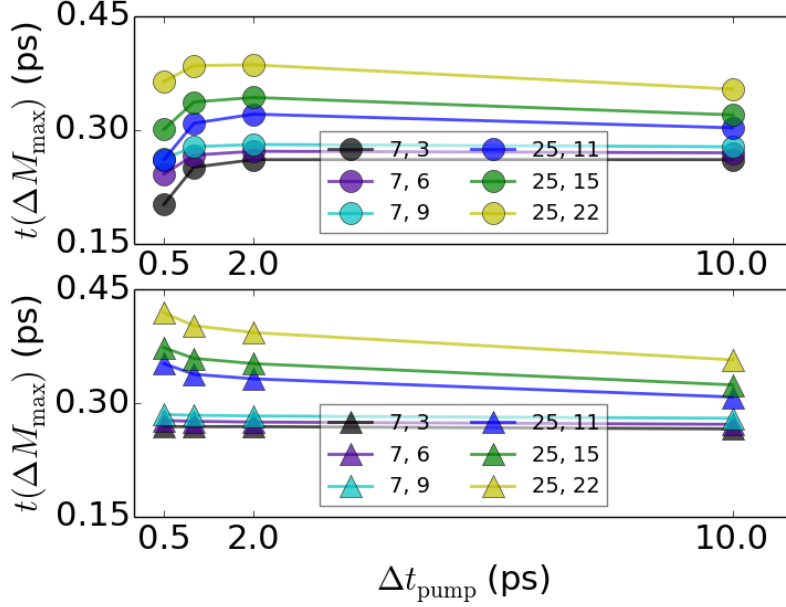 0.45
0.30
0.15
t(ΔM_max) (ps)
7, 3 25, 11
7, 6 25, 15
7, 9 25, 22
0.5 2.0 10.0
0.45
0.30
0.15
t(ΔM_max) (ps)
7, 3 25, 11
7, 6 25, 15
7, 9 25, 22
0.5 2.0 10.0
Δt_pump (ps)